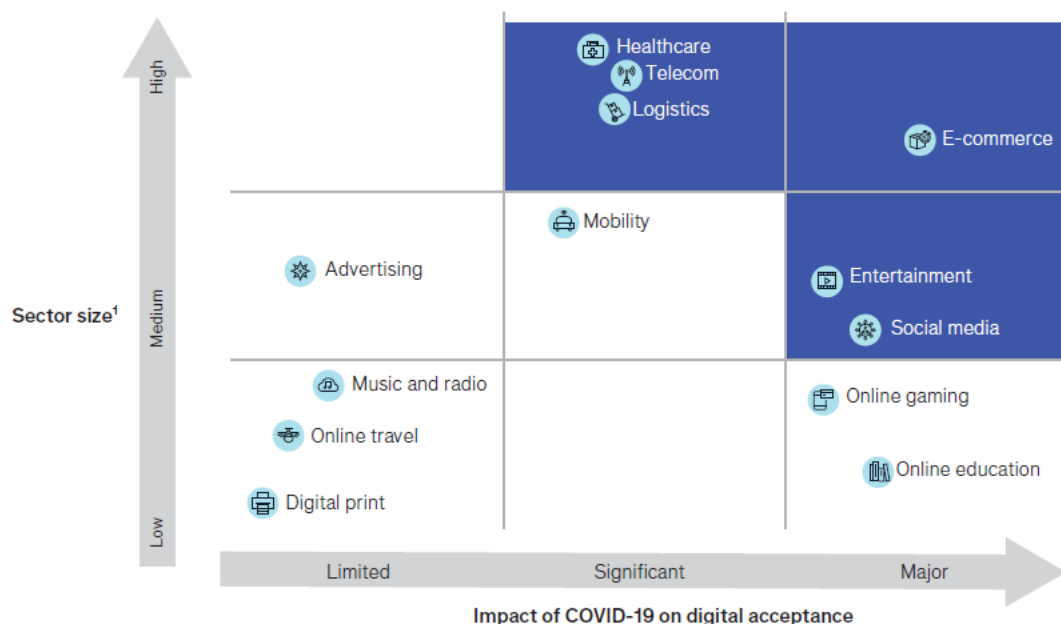 High
Healthcare
Telecom
Logistics
E-commerce
Mobility
Advertising
Entertainment
Sector size¹
Medium
Social media
Music and radio
Online gaming
Online travel
Online education
Digital print
Low
Limited
Significant
Major
Impact of COVID-19 on digital acceptance